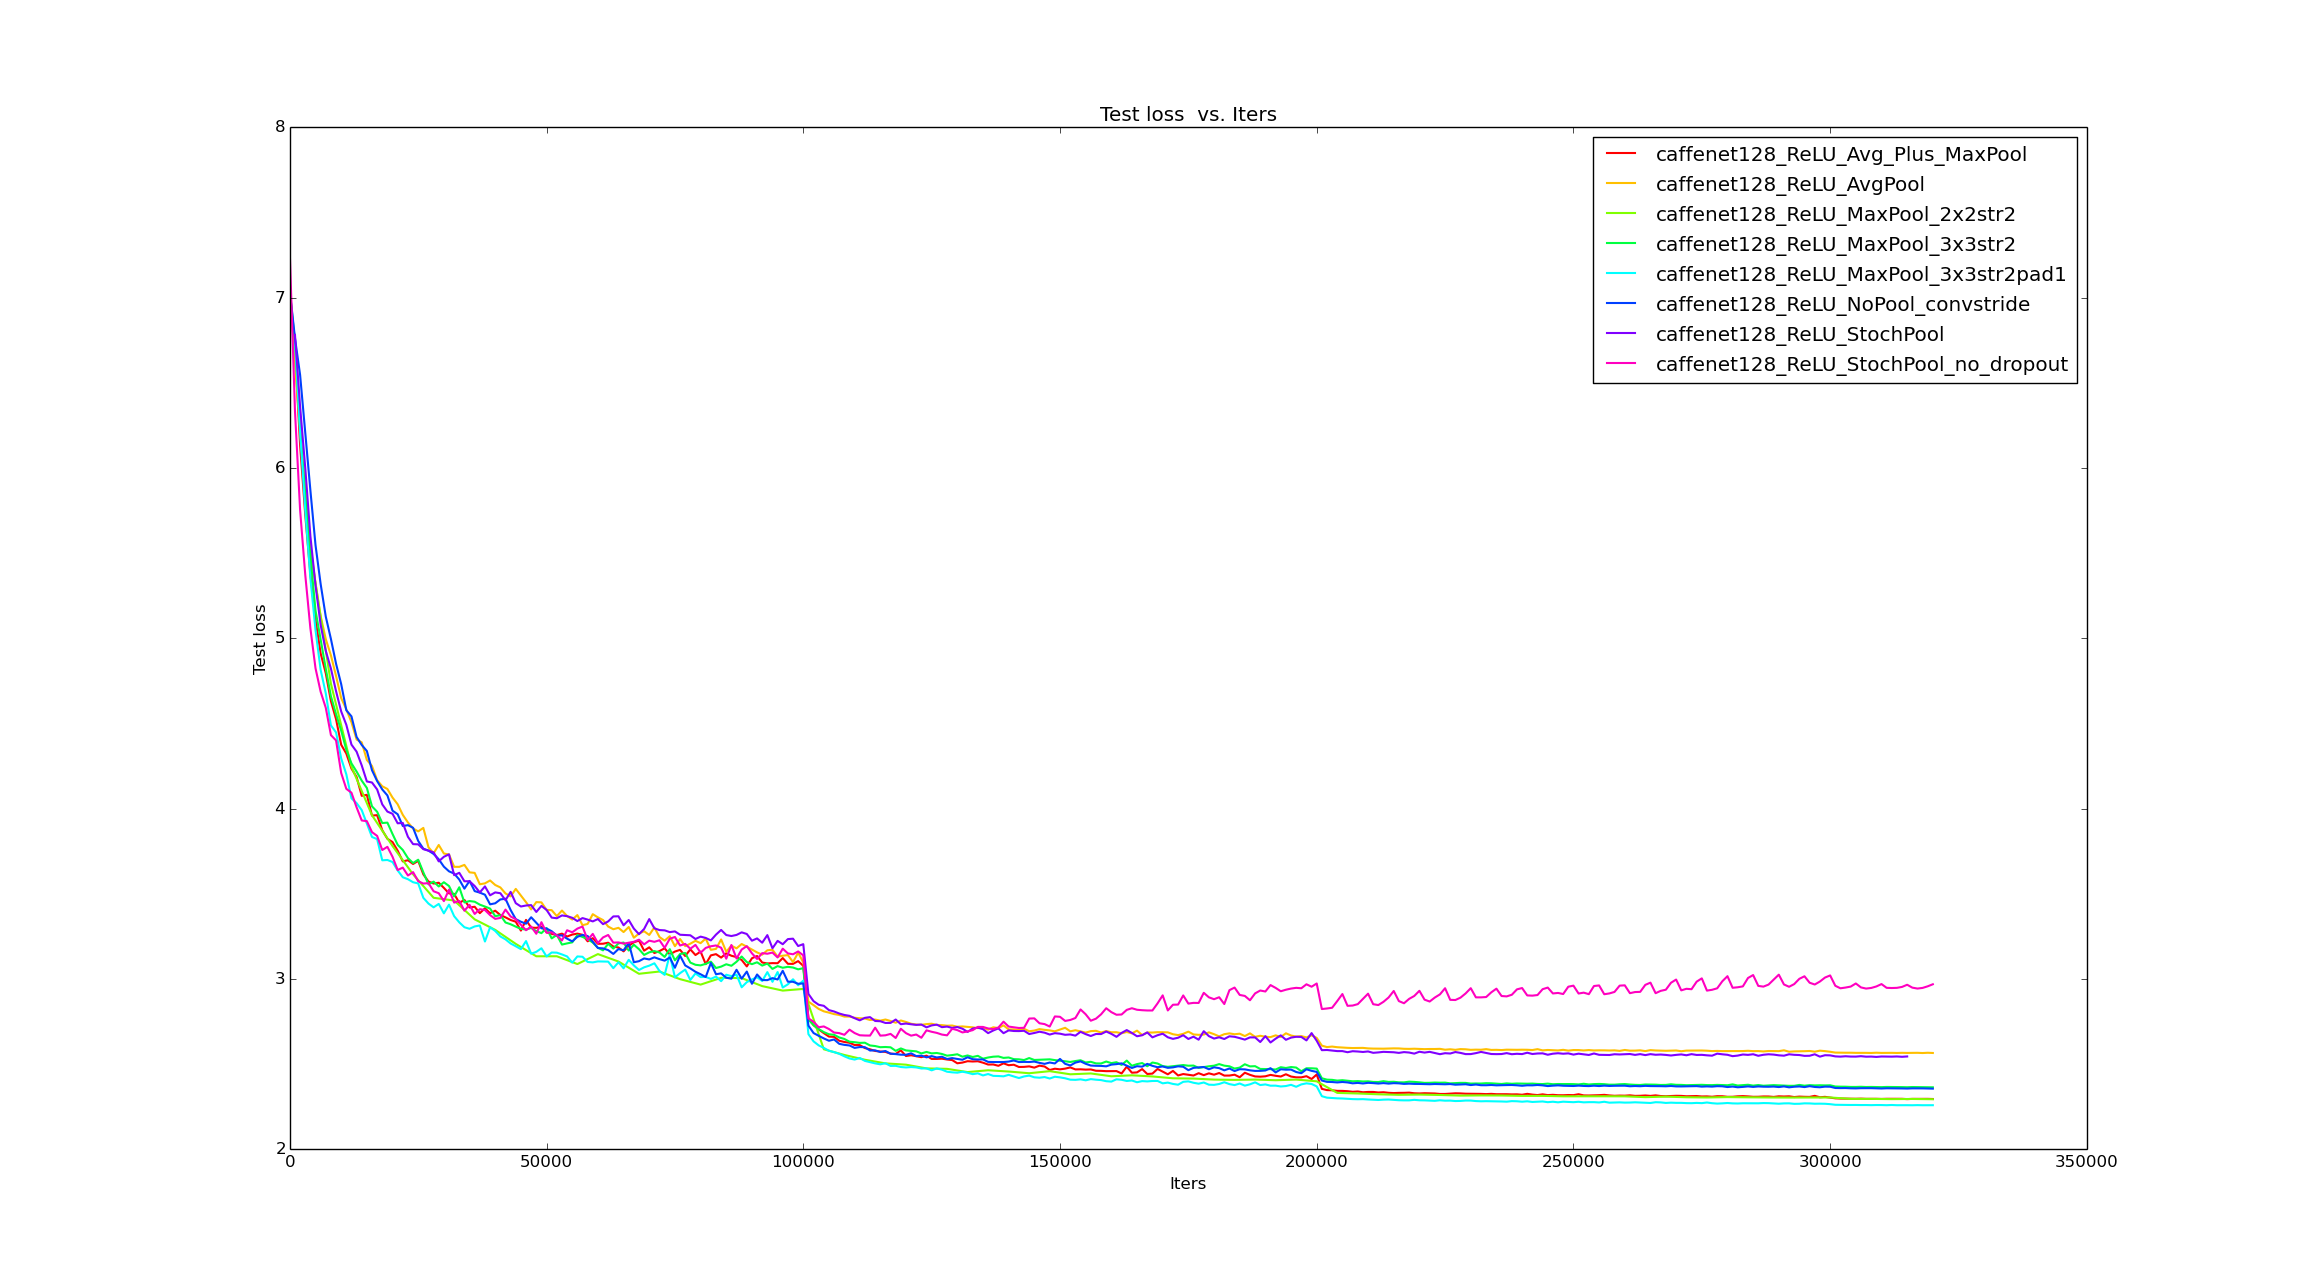 Test loss  vs. Iters
8
7
6
5
4
3
2
Test loss
caffenet128_ReLU_Avg_Plus_MaxPool
caffenet128_ReLU_AvgPool
caffenet128_ReLU_MaxPool_2x2str2
caffenet128_ReLU_MaxPool_3x3str2
caffenet128_ReLU_MaxPool_3x3str2pad1
caffenet128_ReLU_NoPool_convstride
caffenet128_ReLU_StochPool
caffenet128_ReLU_StochPool_no_dropout
0 50000 100000 150000 200000 250000 300000 350000
Iters